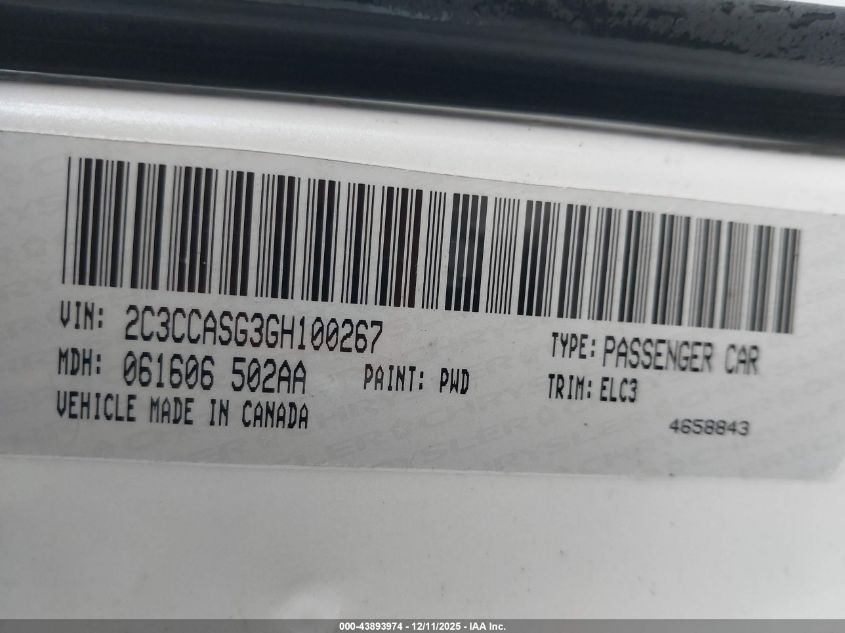 VIN: 2C3CCASG3GH100267 TYPE: PASSENGER CAR
MDH: 061606 502AA PAINT: PWD TRIM: ELC3
VEHICLE MADE IN CANADA 4658843
000-43893974 - 12/11/2025 - IAA Inc.